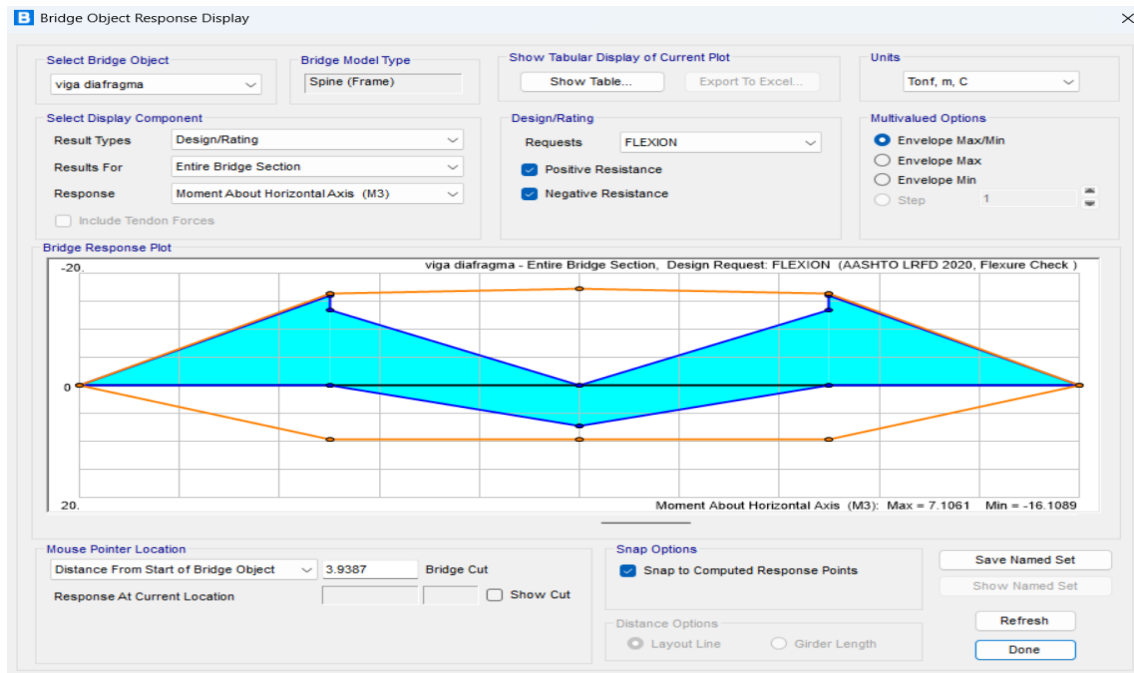 B Bridge Object Response Display
Select Bridge Object
viga diafragma
Bridge Model Type
Spine (Frame)
Show Tabular Display of Current Plot
Show Table...
Export To Excel...
Units
Tonf, m, C
Select Display Component
Result Types
Design/Rating
Results For
Entire Bridge Section
Response
Moment About Horizontal Axis (M3)
Include Tendon Forces
Design/Rating
Requests
FLEXION
Positive Resistance
Negative Resistance
Multivalued Options
Envelope Max/Min
Envelope Max
Envelope Min
Step
1
Bridge Response Plot
-20.
viga diafragma - Entire Bridge Section, Design Request: FLEXION (AASHTO LRFD 2020, Flexure Check )
0
20.
Moment About Horizontal Axis (M3): Max = 7.1061 Min = -16.1089
Mouse Pointer Location
Distance From Start of Bridge Object
3.9387
Bridge Cut
Response At Current Location
Show Cut
Snap Options
Snap to Computed Response Points
Distance Options
Layout Line
Girder Length
Save Named Set
Show Named Set
Refresh
Done